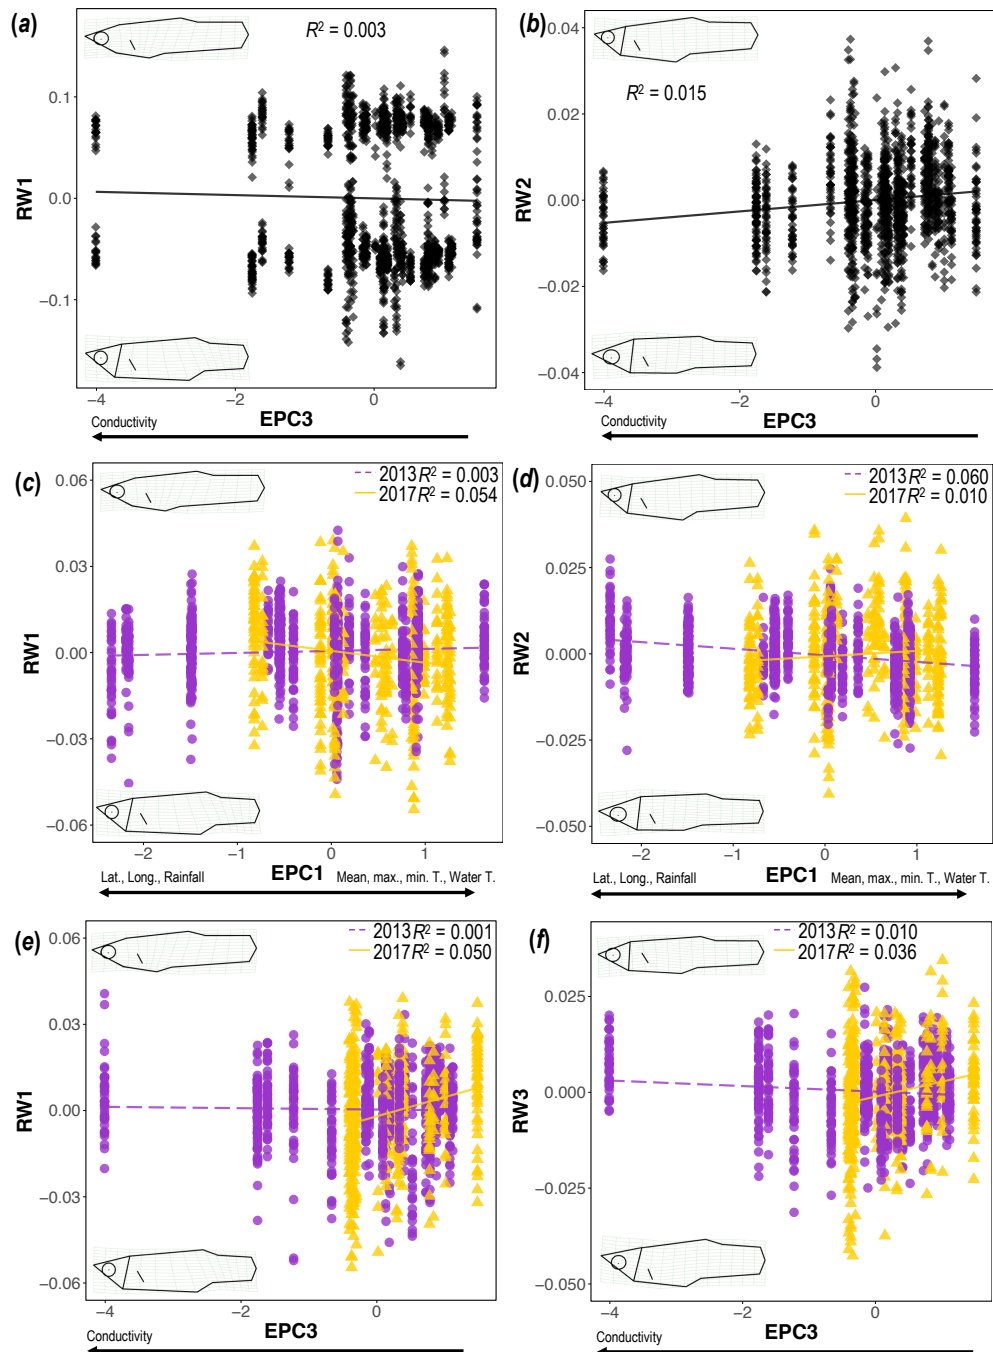 (a)
R² = 0.003
RW1
0.1
0.0
−0.1
−4
−2
0
EPC3
Conductivity
(b)
R² = 0.015
RW2
0.04
0.02
0.00
−0.02
−0.04
−4
−2
0
EPC3
Conductivity
(c)
2013 R² = 0.003
2017 R² = 0.054
RW1
0.06
0.03
0.00
−0.03
−0.06
−2
−1
0
1
EPC1
Lat., Long., Rainfall
Mean, max., min. T., Water T.
(d)
2013 R² = 0.060
2017 R² = 0.010
RW2
0.050
0.025
0.000
−0.025
−0.050
−2
−1
0
1
EPC1
Lat., Long., Rainfall
Mean, max., min. T., Water T.
(e)
2013 R² = 0.001
2017 R² = 0.050
RW1
0.06
0.03
0.00
−0.03
−0.06
−4
−2
0
EPC3
Conductivity
(f)
2013 R² = 0.010
2017 R² = 0.036
RW3
0.025
0.000
−0.025
−0.050
−4
−2
0
EPC3
Conductivity